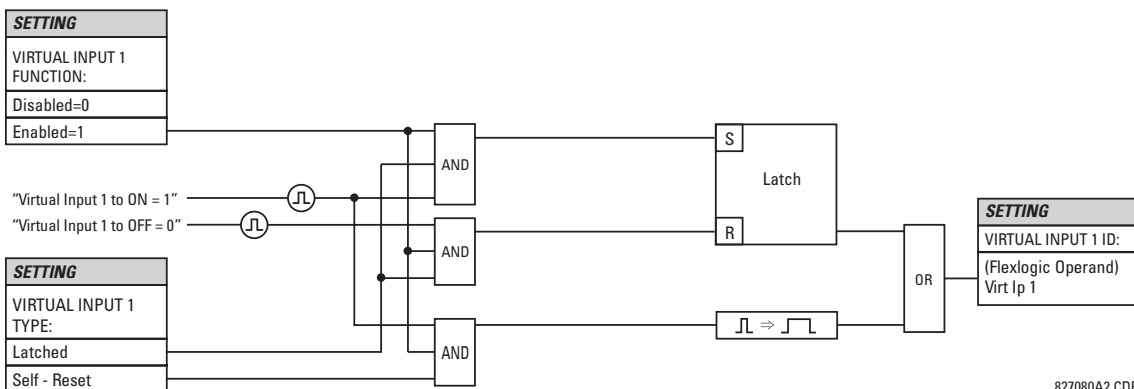 SETTING
VIRTUAL INPUT 1
FUNCTION:
Disabled=0
Enabled=1
“Virtual Input 1 to ON = 1”
“Virtual Input 1 to OFF = 0”
SETTING
VIRTUAL INPUT 1
TYPE:
Latched
Self - Reset
AND
AND
AND
S
Latch
R
OR
SETTING
VIRTUAL INPUT 1 ID:
(Flexlogic Operand)
Virt Ip 1